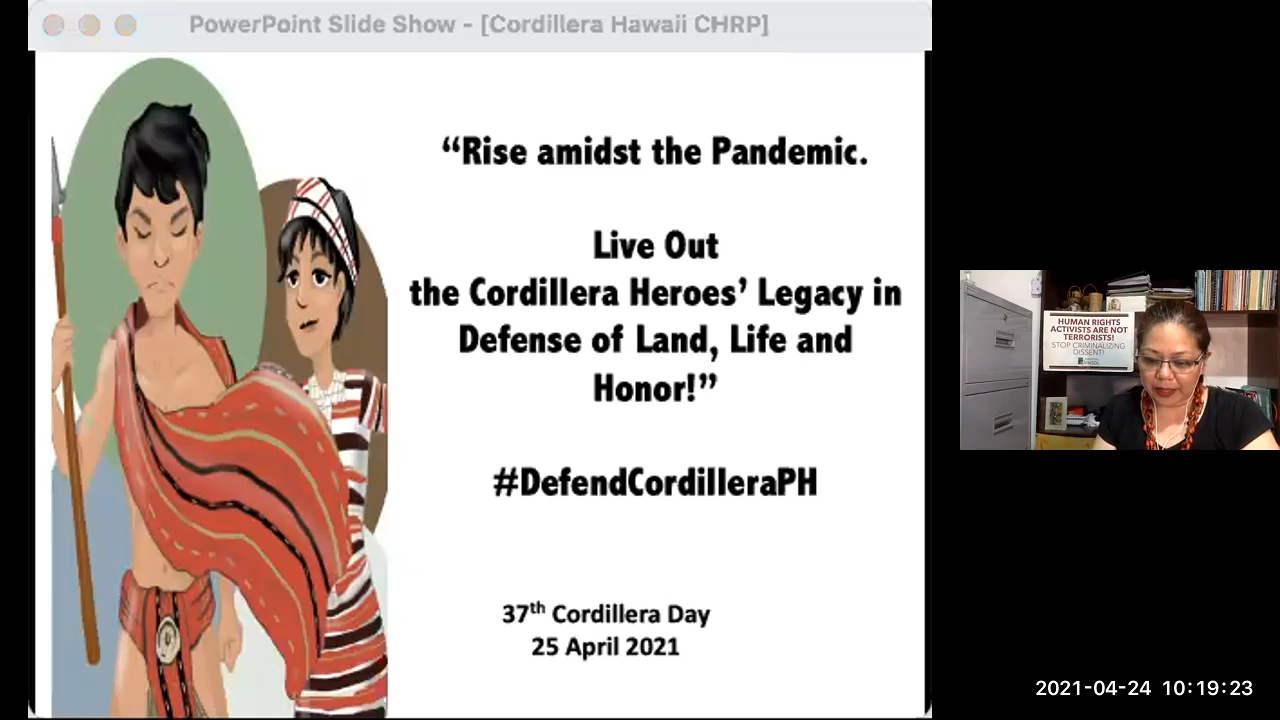 PowerPoint Slide Show - [Cordillera Hawaii CHRP]
“Rise amidst the Pandemic.
Live Out
the Cordillera Heroes’ Legacy in
Defense of Land, Life and
Honor!”
#DefendCordilleraPH
37th Cordillera Day
25 April 2021
HUMAN RIGHTS
ACTIVISTS ARE NOT
TERRORISTS!
STOP CRIMINALIZING
DISSENT!
2021-04-24 10:19:23